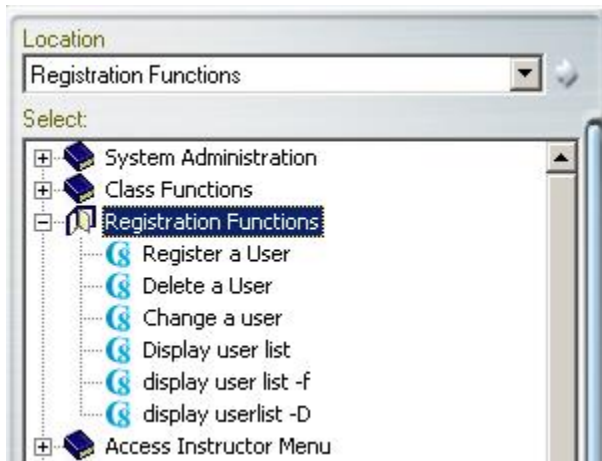 Location
Registration Functions
Select:
System Administration
Class Functions
Registration Functions
Register a User
Delete a User
Change a user
Display user list
display user list -f
display userlist -D
Access Instructor Menu